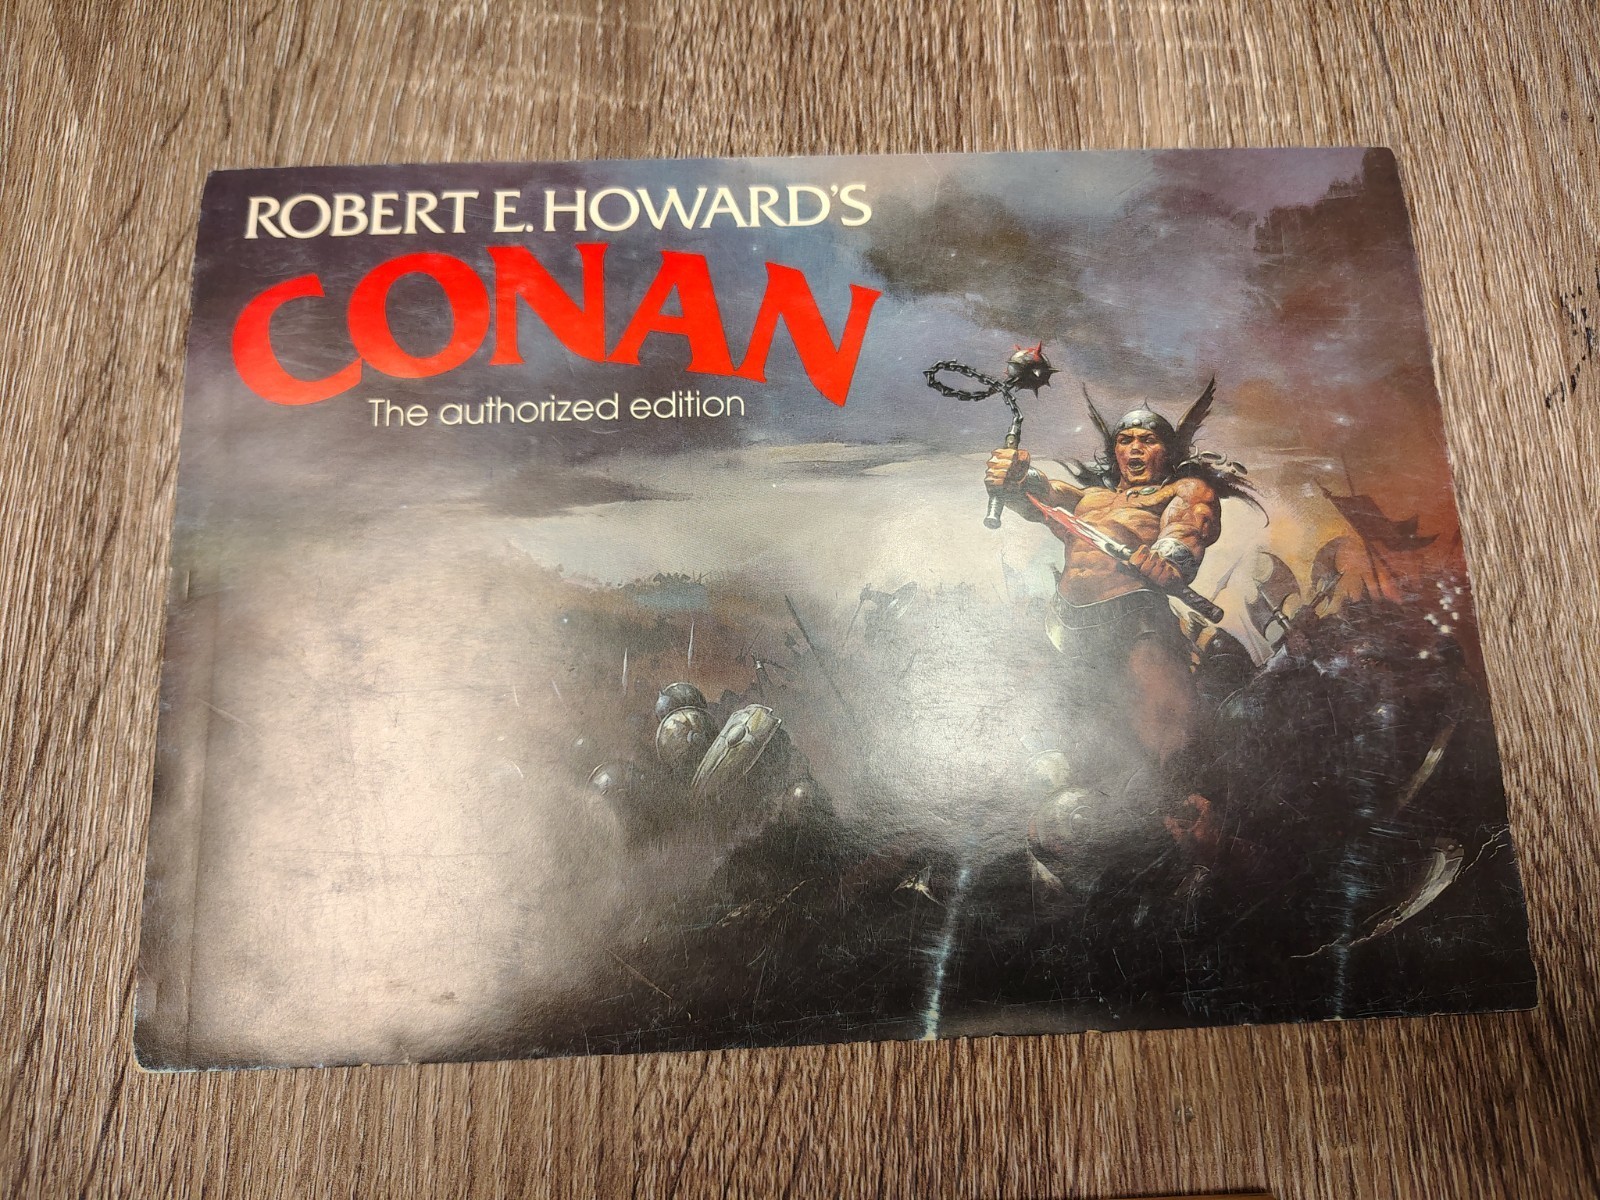 ROBERT E. HOWARD'S
CONAN
The authorized edition